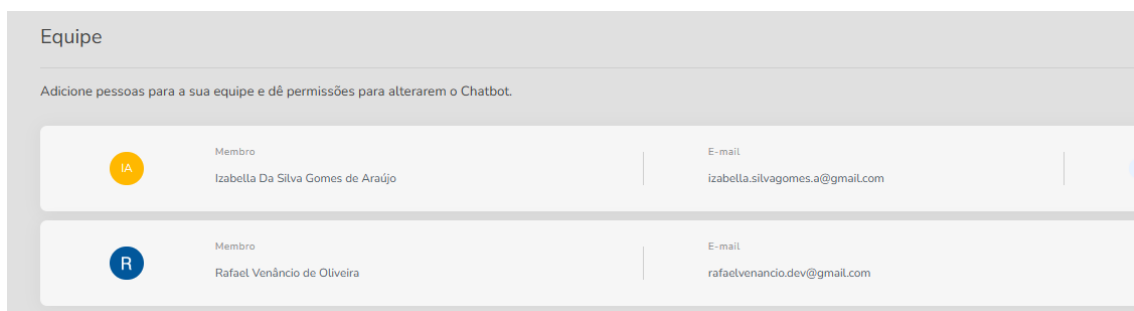 Equipe
Adicione pessoas para a sua equipe e dê permissões para alterarem o Chatbot.
IA
Membro
Izabella Da Silva Gomes de Araújo
E-mail
izabella.silvagomes.a@gmail.com
R
Membro
Rafael Venâncio de Oliveira
E-mail
rafaelvenancio.dev@gmail.com